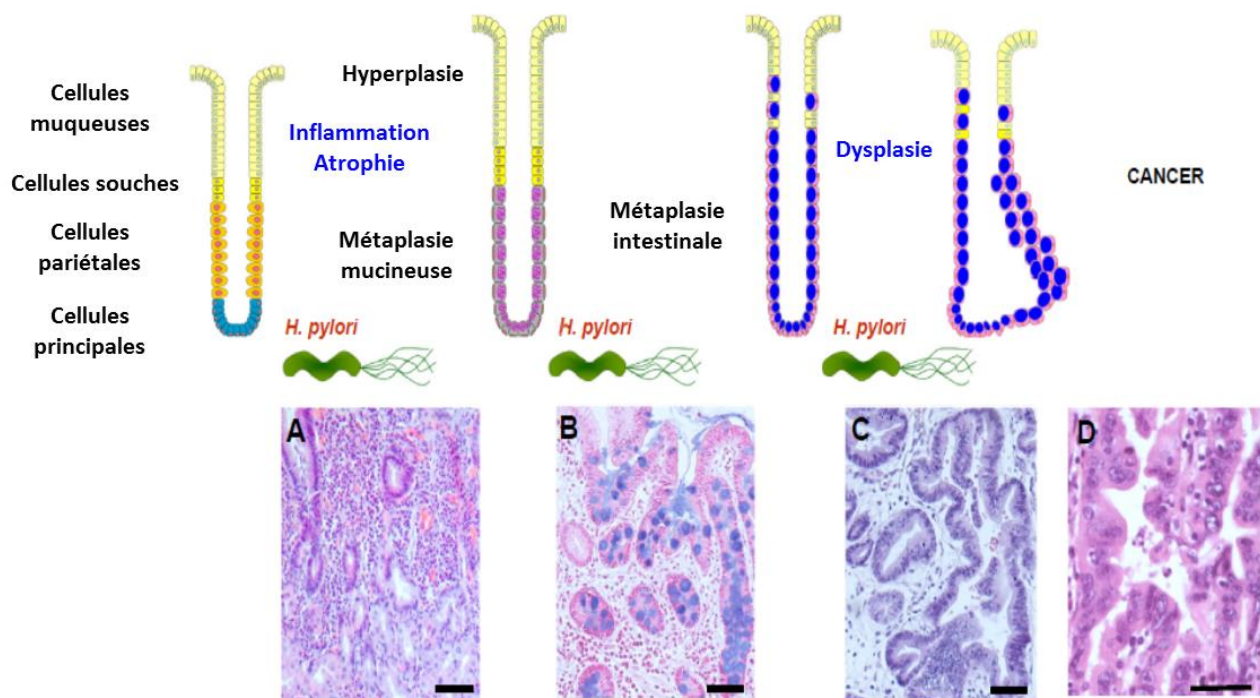 Cellules
muqueuses
Cellules souches
Cellules
pariétales
Cellules
principales
Hyperplasie
Inflammation
Atrophie
Métaplasie
mucineuse
Métaplasie
intestinale
Dysplasie
CANCER
H. pylori
H. pylori
A
B
C
D